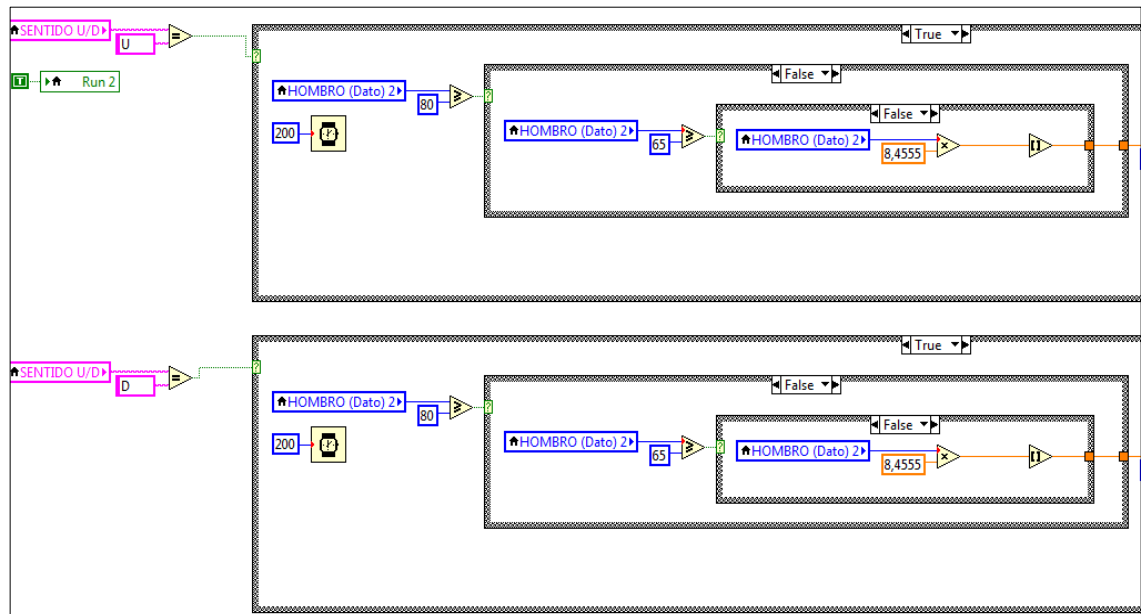 True
SENTIDO U/D
U
T
Run 2
False
HOMBRO (Dato) 2
80
False
200
HOMBRO (Dato) 2
65
HOMBRO (Dato) 2
8,4555
True
SENTIDO U/D
D
False
HOMBRO (Dato) 2
80
False
200
HOMBRO (Dato) 2
65
HOMBRO (Dato) 2
8,4555